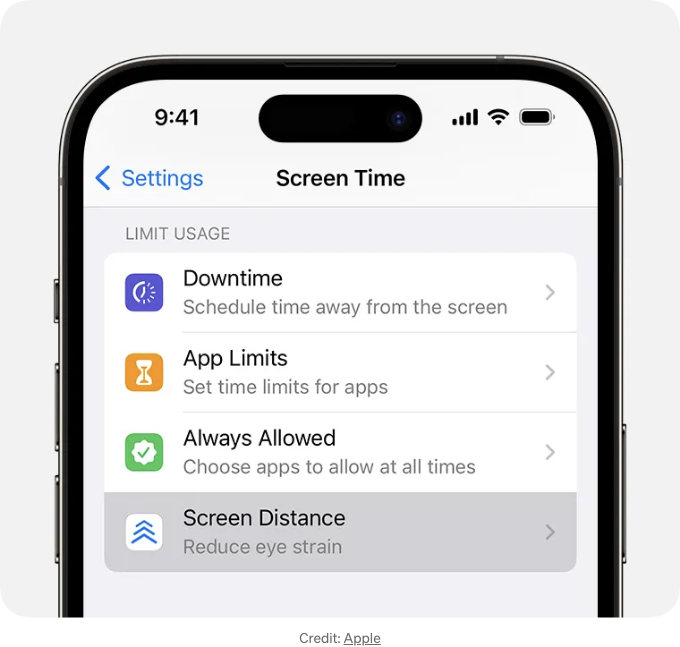 9:41
Settings
Screen Time
LIMIT USAGE
Downtime
Schedule time away from the screen
App Limits
Set time limits for apps
Always Allowed
Choose apps to allow at all times
Screen Distance
Reduce eye strain
Credit: Apple